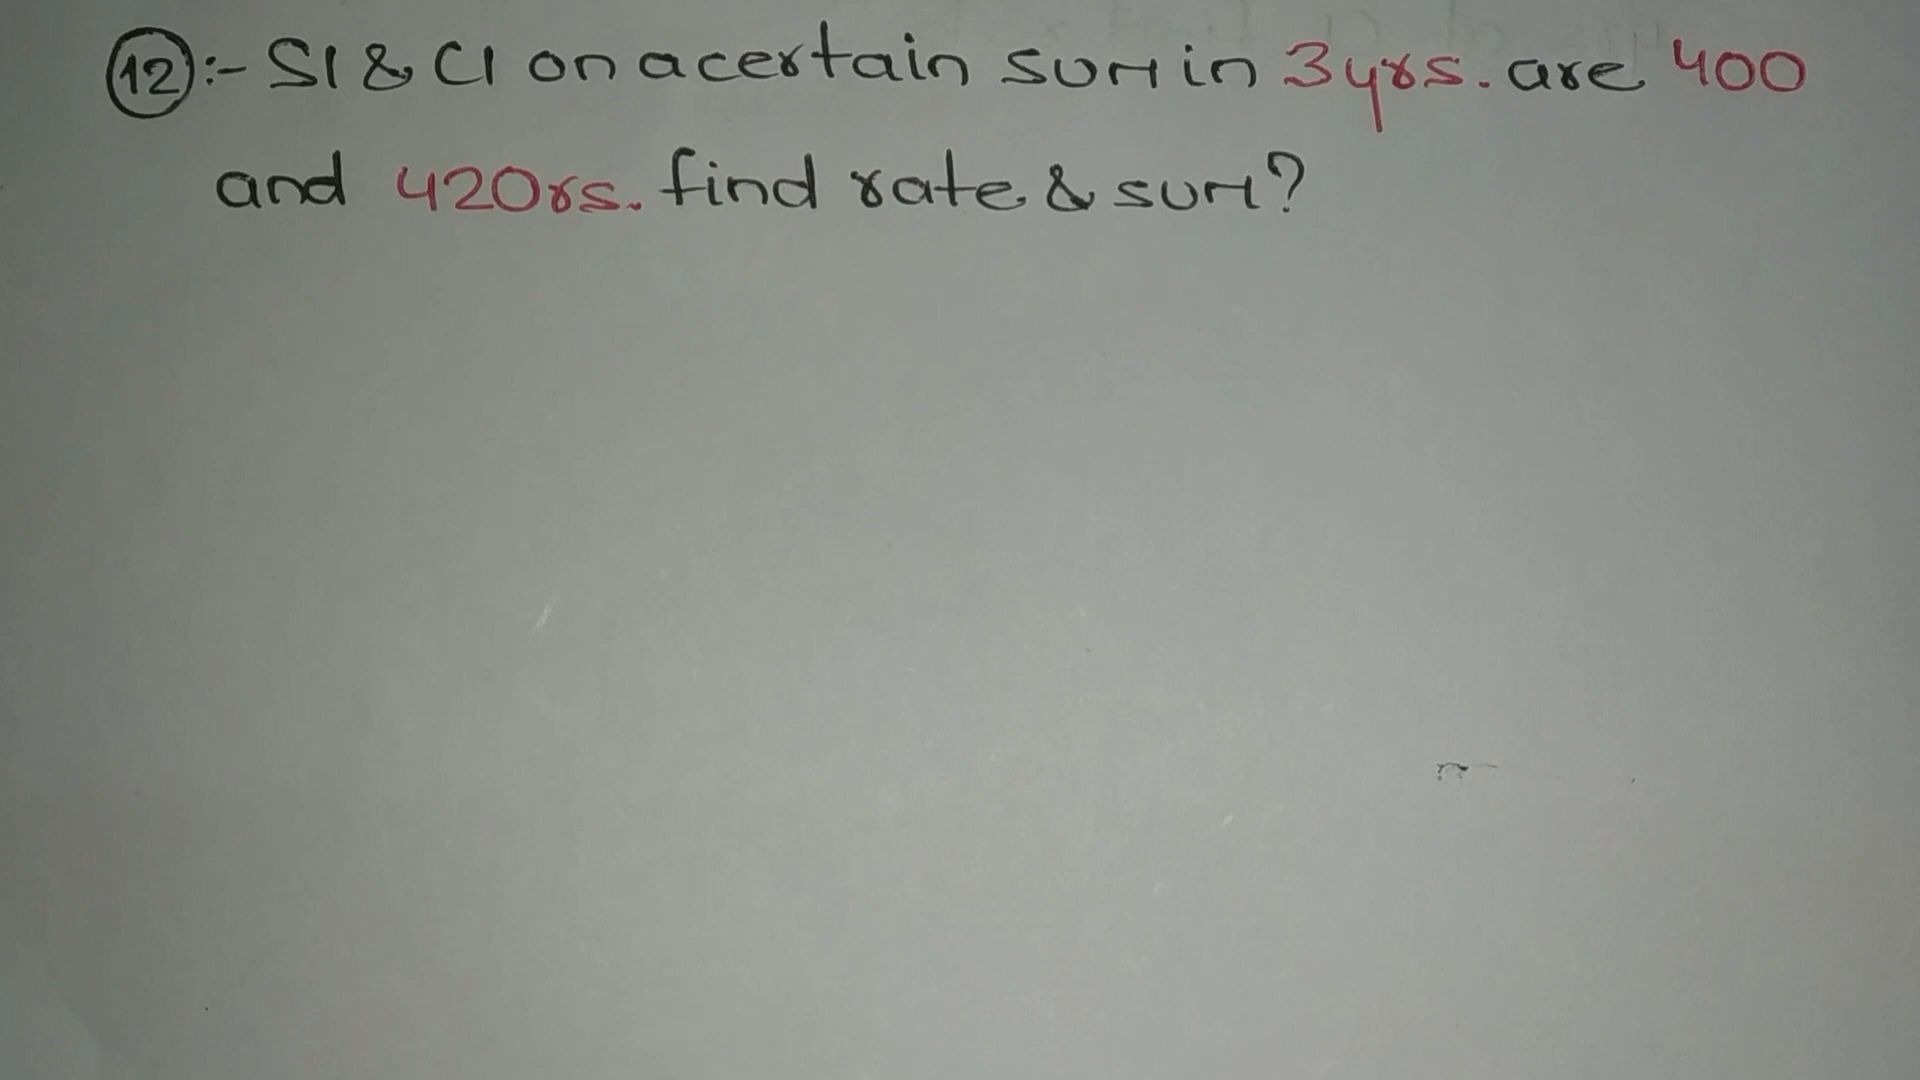 12:- SI & CI on a certain sum in 3yrs. are 400
and 420rs. find rate & sum?